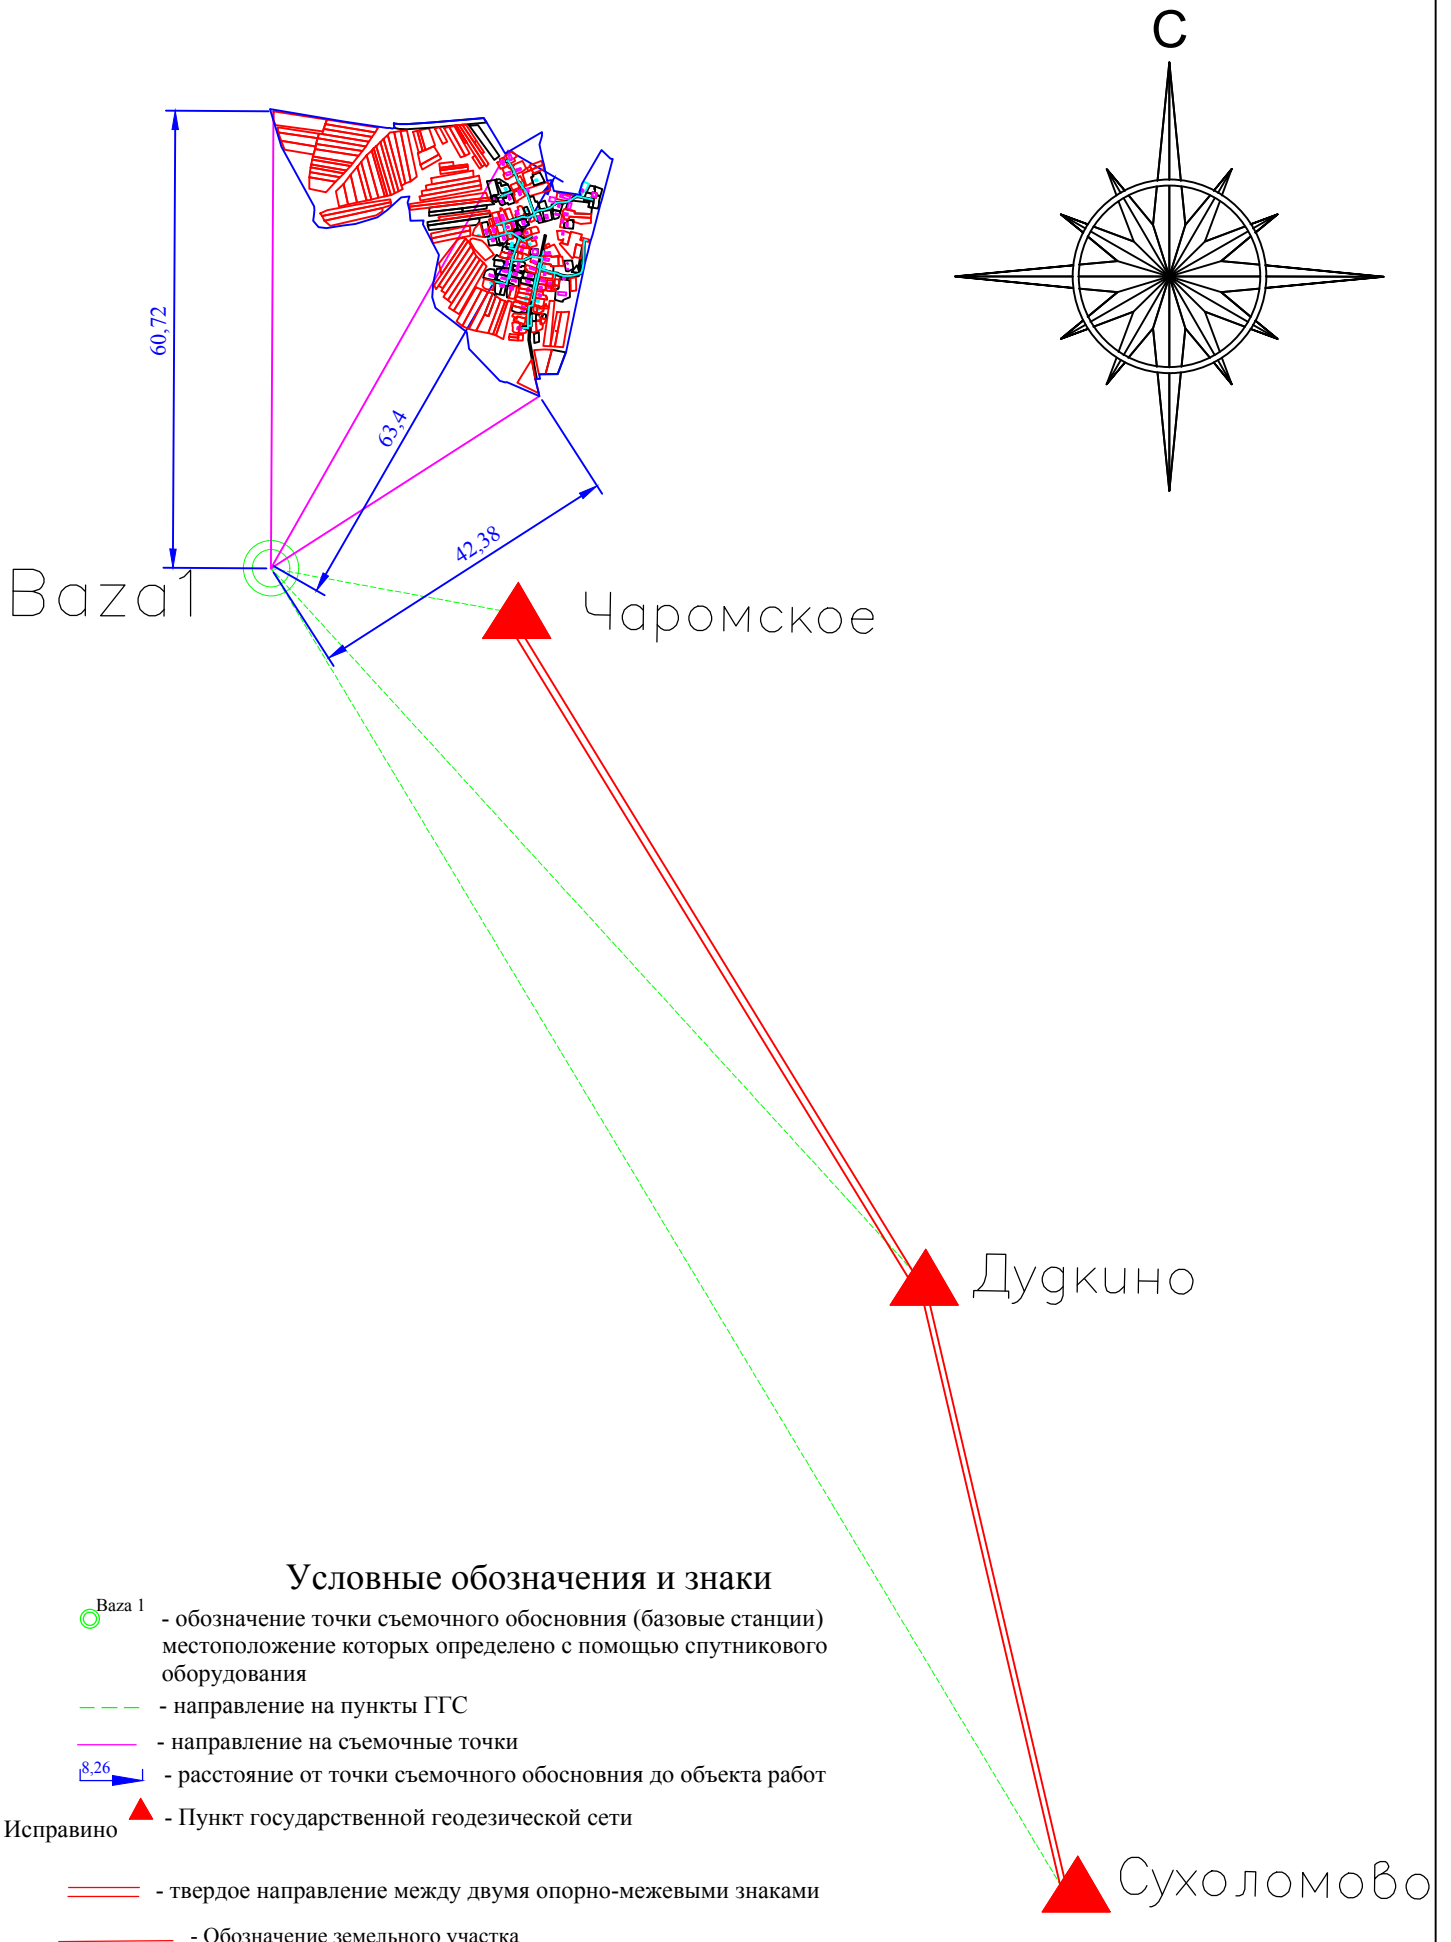 С
60,72
63,4
42,38
Baza1
Чаромское
Дудкино
Сухоломово
Условные обозначения и знаки
Baza 1
- обозначение точки съемочного обосновния (базовые станции)
местоположение которых определено с помощью спутникового
оборудования
- направление на пункты ГГС
- направление на съемочные точки
8,26
- расстояние от точки съемочного обосновния до объекта работ
Исправино
- Пункт государственной геодезической сети
- твердое направление между двумя опорно-межевыми знаками
- Обозначение земельного участка